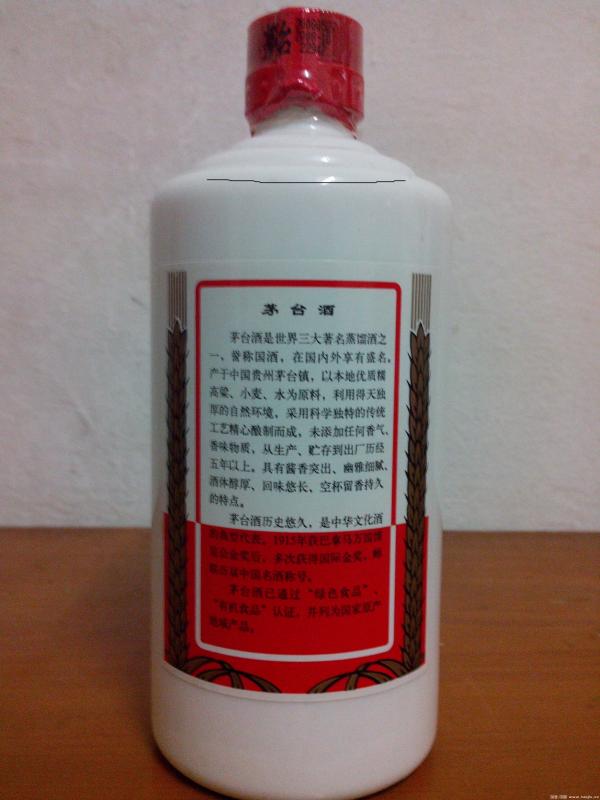 茅台酒
茅台酒是世界三大著名蒸馏酒之
一、誉称国酒，在国内外享有盛名。
产于中国贵州茅台镇，以本地优质糯
高粱、小麦、水为原料，利用得天独
厚的自然环境，采用科学独特的传统
工艺精心酿制而成，未添加任何香气、
香味物质，从生产、贮存到出厂历经
五年以上。具有酱香突出、幽雅细腻、
酒体醇厚、回味悠长、空杯留香持久
的特点。
茅台酒历史悠久，是中华文化酒
的典型代表。1915年获巴拿马万国博
览会金奖后，多次获得国际金奖，蝉
联历届中国名酒称号。
茅台酒已通过“绿色食品”、
“有机食品”认证，并列为国家原产
地域产品。